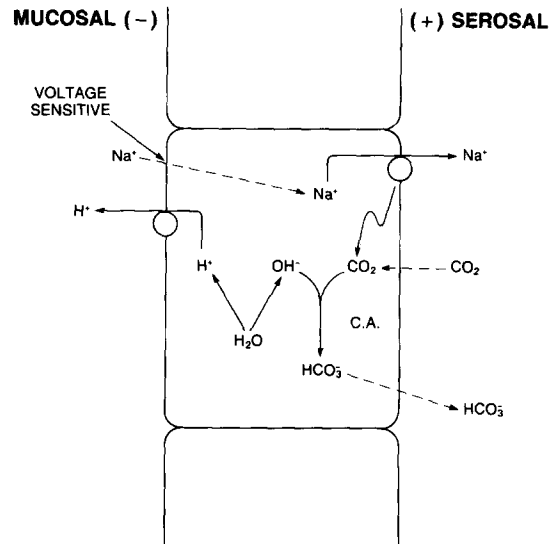 MUCOSAL (−) (+) SEROSAL
VOLTAGE
SENSITIVE
Na⁺ Na⁺
Na⁺
H⁺
H⁺ OH⁻ CO₂ CO₂
C.A.
H₂O
HCO₃⁻
HCO₃⁻